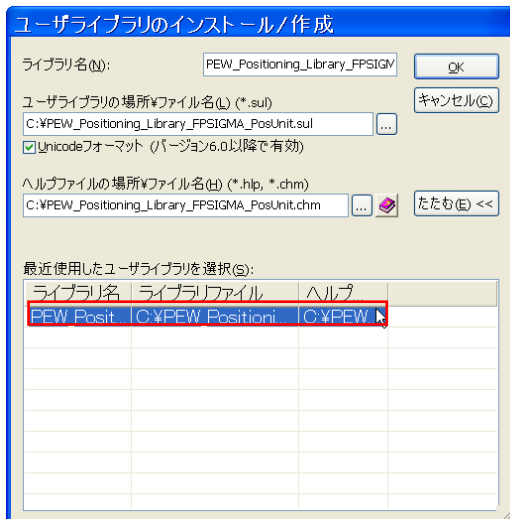 ユーザライブラリのインストール/作成
ライブラリ名(N):
PEW_Positioning_Library_FPSIGM
OK
ユーザライブラリの場所¥ファイル名(L) (*.sul)
キャンセル(C)
C:¥PEW_Positioning_Library_FPSIGMA_PosUnit.sul
...
Unicodeフォーマット (バージョン6.0以降で有効)
ヘルプファイルの場所¥ファイル名(H) (*.hlp, *.chm)
C:¥PEW_Positioning_Library_FPSIGMA_PosUnit.chm
...
たたむ(E) <<
最近使用したユーザライブラリを選択(S):
ライブラリ名 ライブラリファイル ヘルプ...
PEW_Posit... C:¥PEW_Positioni... C:¥PEW